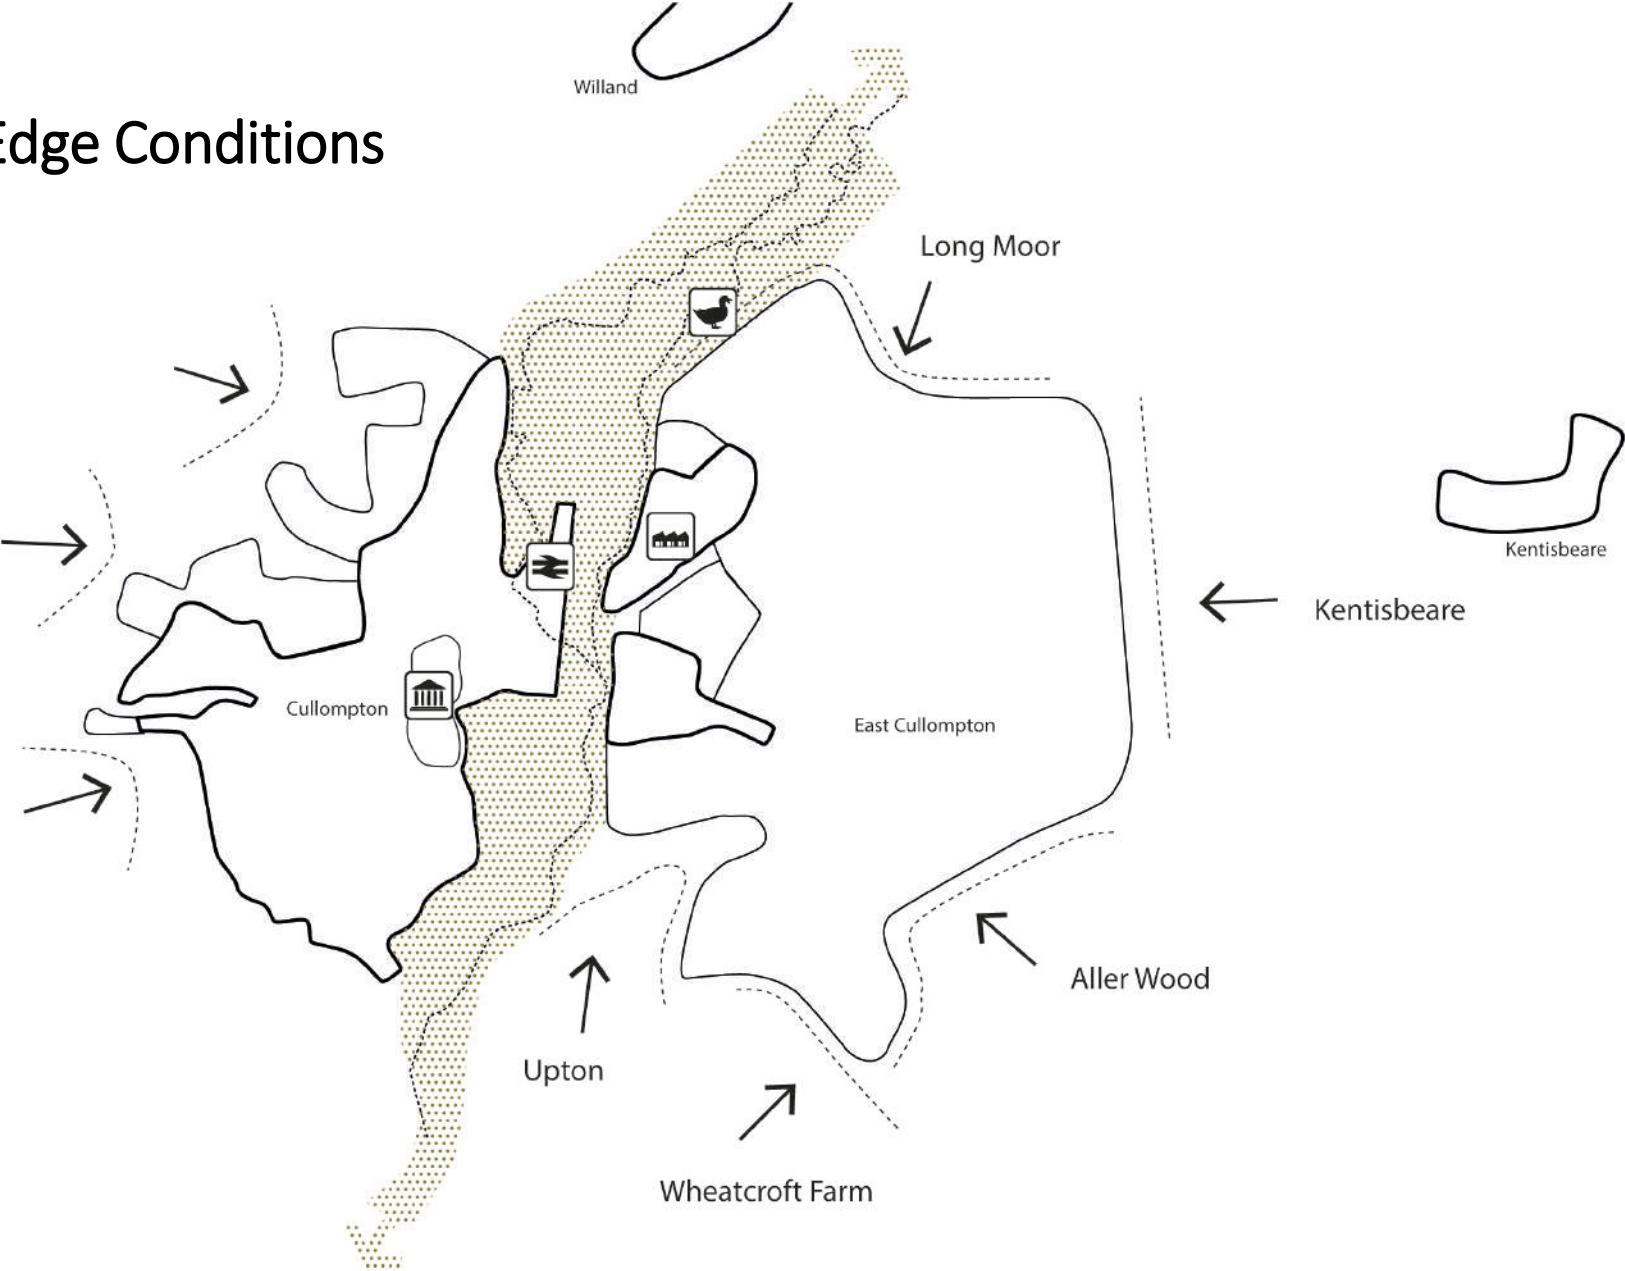 Willand
Edge Conditions
Long Moor
Kentisbeare
Kentisbeare
Cullompton
East Cullompton
Aller Wood
Upton
Wheatcroft Farm